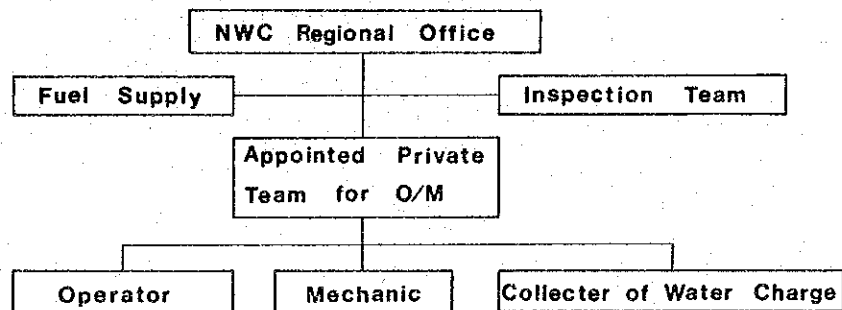 NWC Regional Office
Fuel Supply
Inspection Team
Appointed Private
Team for O/M
Operator
Mechanic
Collecter of Water Charge